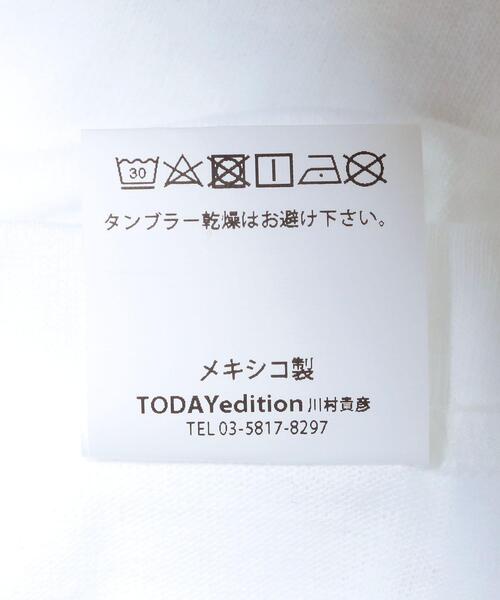 30
タンブラー乾燥はお避け下さい。
メキシコ製
TODAYedition 川村貴彦
TEL 03-5817-8297